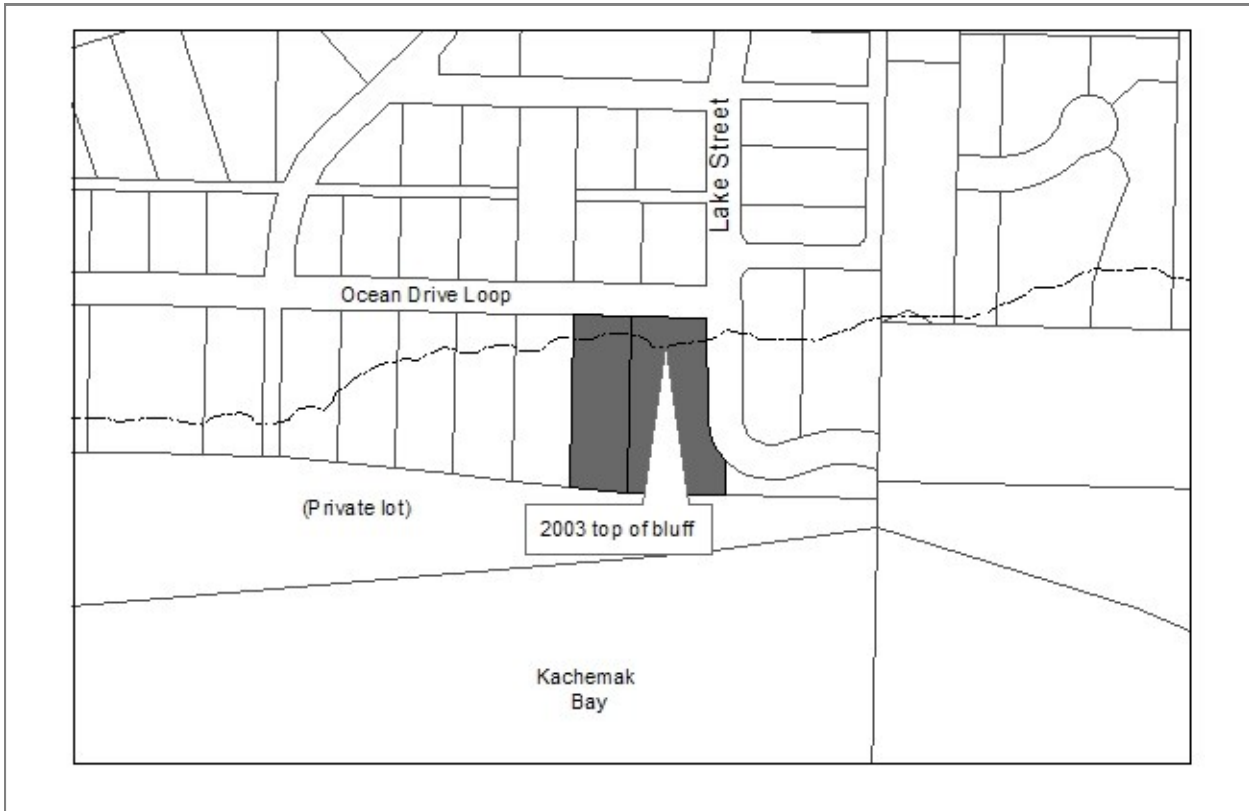 Lake Street
Ocean Drive Loop
(Private lot)
2003 top of bluff
Kachemak
Bay